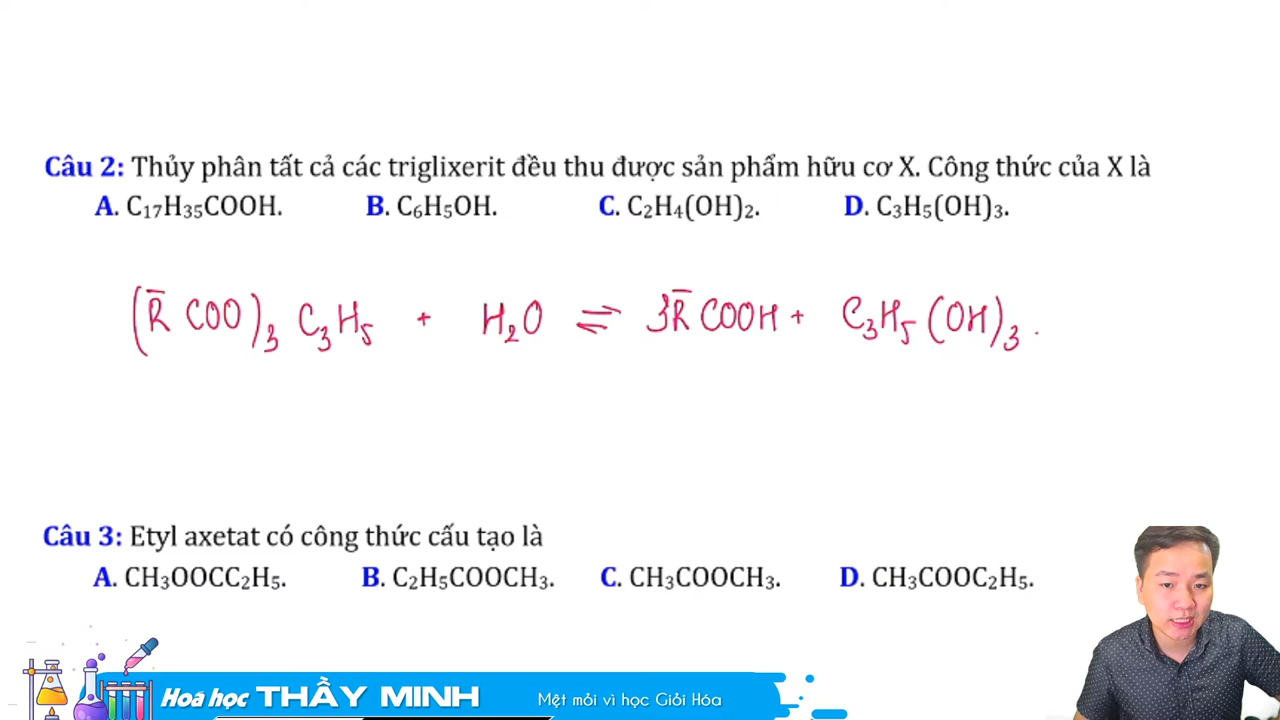 Câu 2: Thủy phân tất cả các triglixerit đều thu được sản phẩm hữu cơ X. Công thức của X là
A. C₁₇H₃₅COOH. B. C₆H₅OH. C. C₂H₄(OH)₂. D. C₃H₅(OH)₃.
(R̄COO)₃C₃H₅ + H₂O ⇌ 3R̄COOH + C₃H₅(OH)₃.
Câu 3: Etyl axetat có công thức cấu tạo là
A. CH₃OOCC₂H₅. B. C₂H₅COOCH₃. C. CH₃COOCH₃. D. CH₃COOC₂H₅.
Hoá học THẦY MINH Mệt mỏi vì học Giỏi Hóa